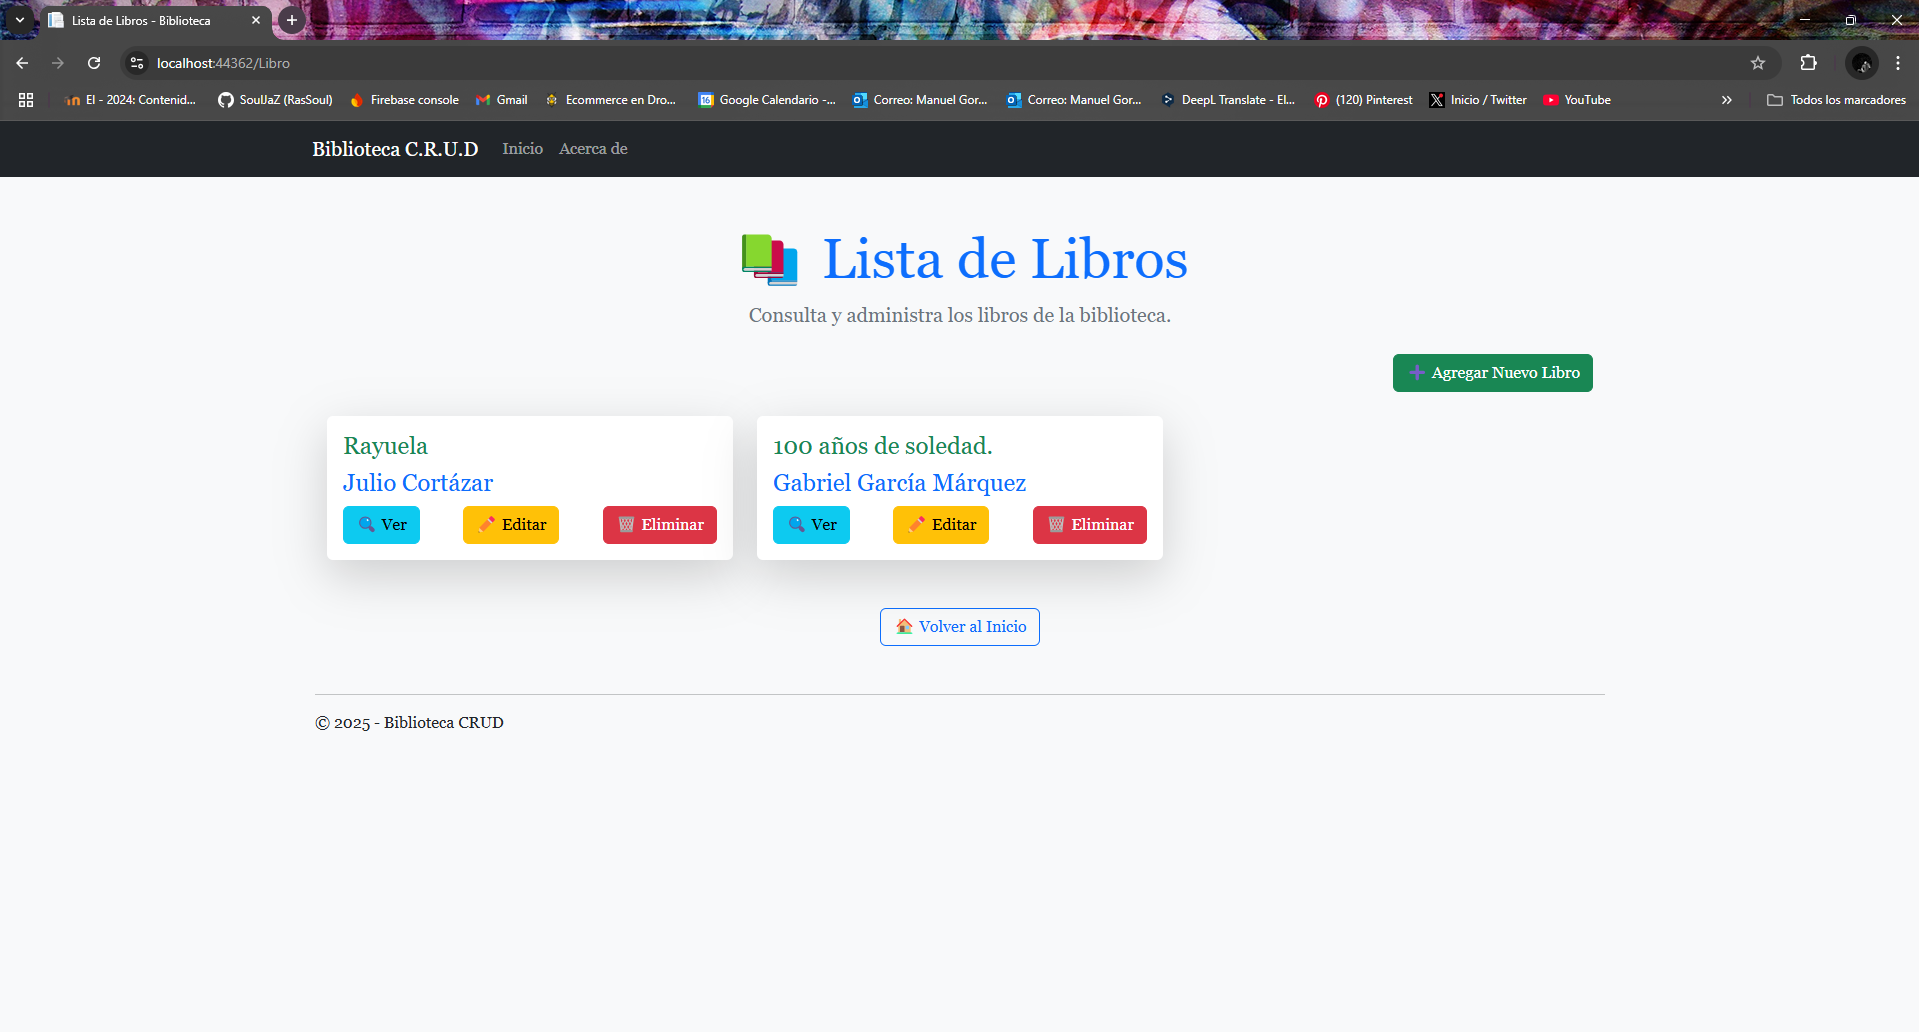 Lista de Libros - Biblioteca
localhost:44362/Libro
EI - 2024: Contenid...
SoulJaZ (RasSoul)
Firebase console
Gmail
Ecommerce en Dro...
16
Google Calendario -...
Correo: Manuel Gor...
Correo: Manuel Gor...
DeepL Translate - El...
(120) Pinterest
Inicio / Twitter
YouTube
Todos los marcadores
Biblioteca C.R.U.D
Inicio
Acerca de
Lista de Libros
Consulta y administra los libros de la biblioteca.
Agregar Nuevo Libro
Rayuela
Julio Cortázar
Ver
Editar
Eliminar
100 años de soledad.
Gabriel García Márquez
Ver
Editar
Eliminar
Volver al Inicio
© 2025 - Biblioteca CRUD